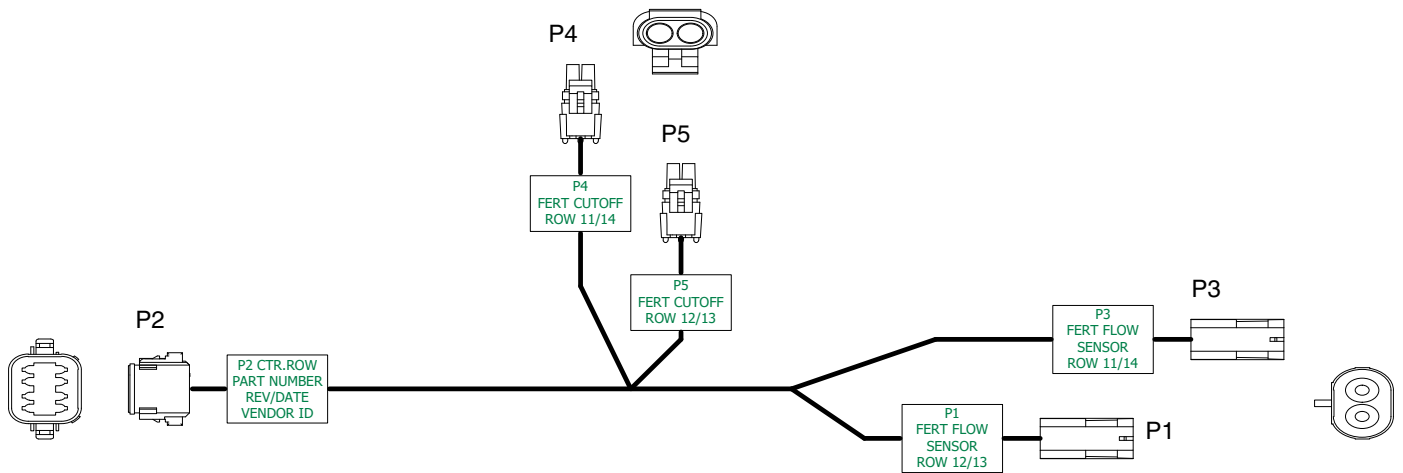 P4
P5
P4
FERT CUTOFF
ROW 11/14
P5
FERT CUTOFF
ROW 12/13
P2
P2 CTR.ROW
PART NUMBER
REV/DATE
VENDOR ID
P3
P3
FERT FLOW
SENSOR
ROW 11/14
P1
FERT FLOW
SENSOR
ROW 12/13
P1